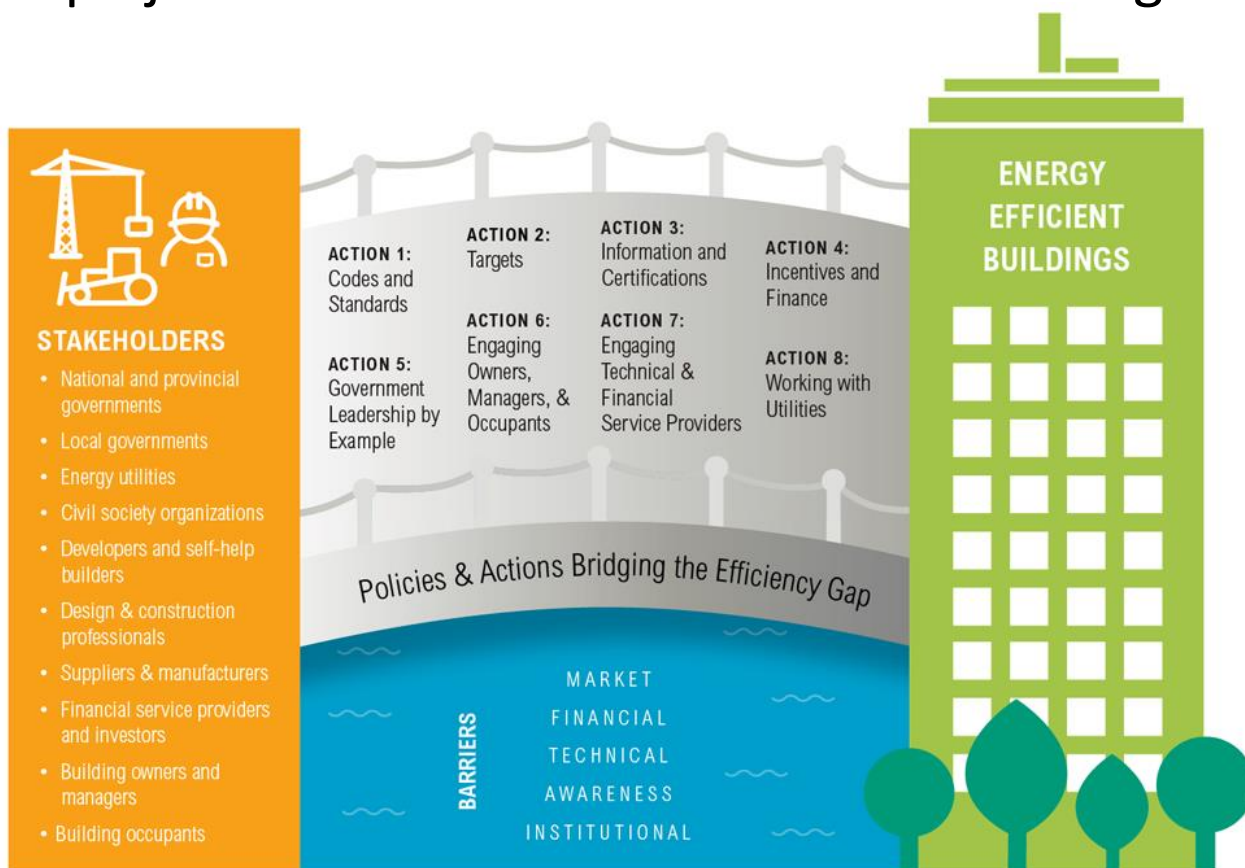 STAKEHOLDERS
• National and provincial
governments
• Local governments
• Energy utilities
• Civil society organizations
• Developers and self-help
builders
• Design & construction
professionals
• Suppliers & manufacturers
• Financial service providers
and investors
• Building owners and
managers
• Building occupants
ACTION 1:
Codes and
Standards
ACTION 2:
Targets
ACTION 3:
Information and
Certifications
ACTION 4:
Incentives and
Finance
ACTION 5:
Government
Leadership by
Example
ACTION 6:
Engaging
Owners,
Managers, &
Occupants
ACTION 7:
Engaging
Technical &
Financial
Service Providers
ACTION 8:
Working with
Utilities
Policies & Actions Bridging the Efficiency Gap
BARRIERS
MARKET
FINANCIAL
TECHNICAL
AWARENESS
INSTITUTIONAL
ENERGY
EFFICIENT
BUILDINGS